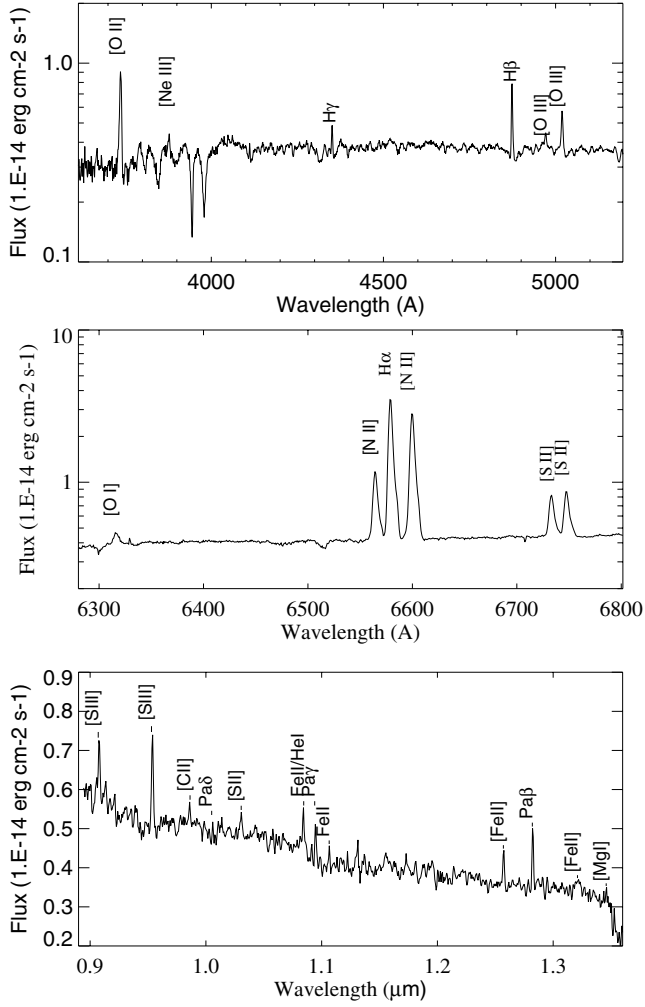 [O II]
[Ne III]
Hγ
Hβ
[O III]
[O III]
1.0
0.1
Flux (1.E-14 erg cm-2 s-1)
4000 4500 5000
Wavelength (A)
10
1
Flux (1.E-14 erg cm-2 s-1)
[O I]
[N II]
Hα
[N II]
[S II]
[S II]
6300 6400 6500 6600 6700 6800
Wavelength (A)
0.9
0.8
0.7
0.6
0.5
0.4
0.3
0.2
Flux (1.E-14 erg cm-2 s-1)
[SIII]
[SIII]
[CII]
Paδ
[SII]
FeII/HeI
Paγ
FeII
[FeII]
Paβ
[FeII]
[MgI]
0.9 1.0 1.1 1.2 1.3
Wavelength (μm)